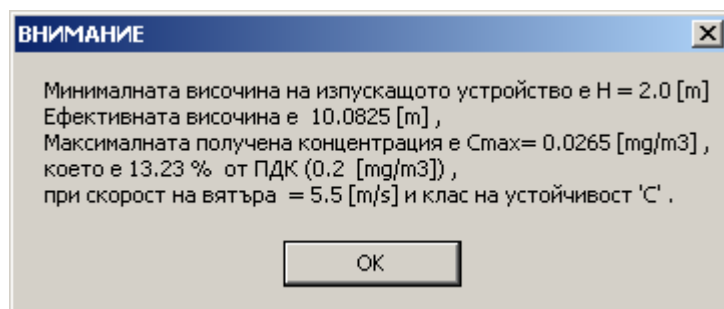 ВНИМАНИЕ
Минималната височина на изпускащото устройство е H = 2.0 [m]
Ефективната височина е 10.0825 [m] ,
Максималната получена концентрация е Cmax= 0.0265 [mg/m3] ,
което е 13.23 % от ПДК (0.2 [mg/m3]) ,
при скорост на вятъра = 5.5 [m/s] и клас на устойчивост 'C' .
OK